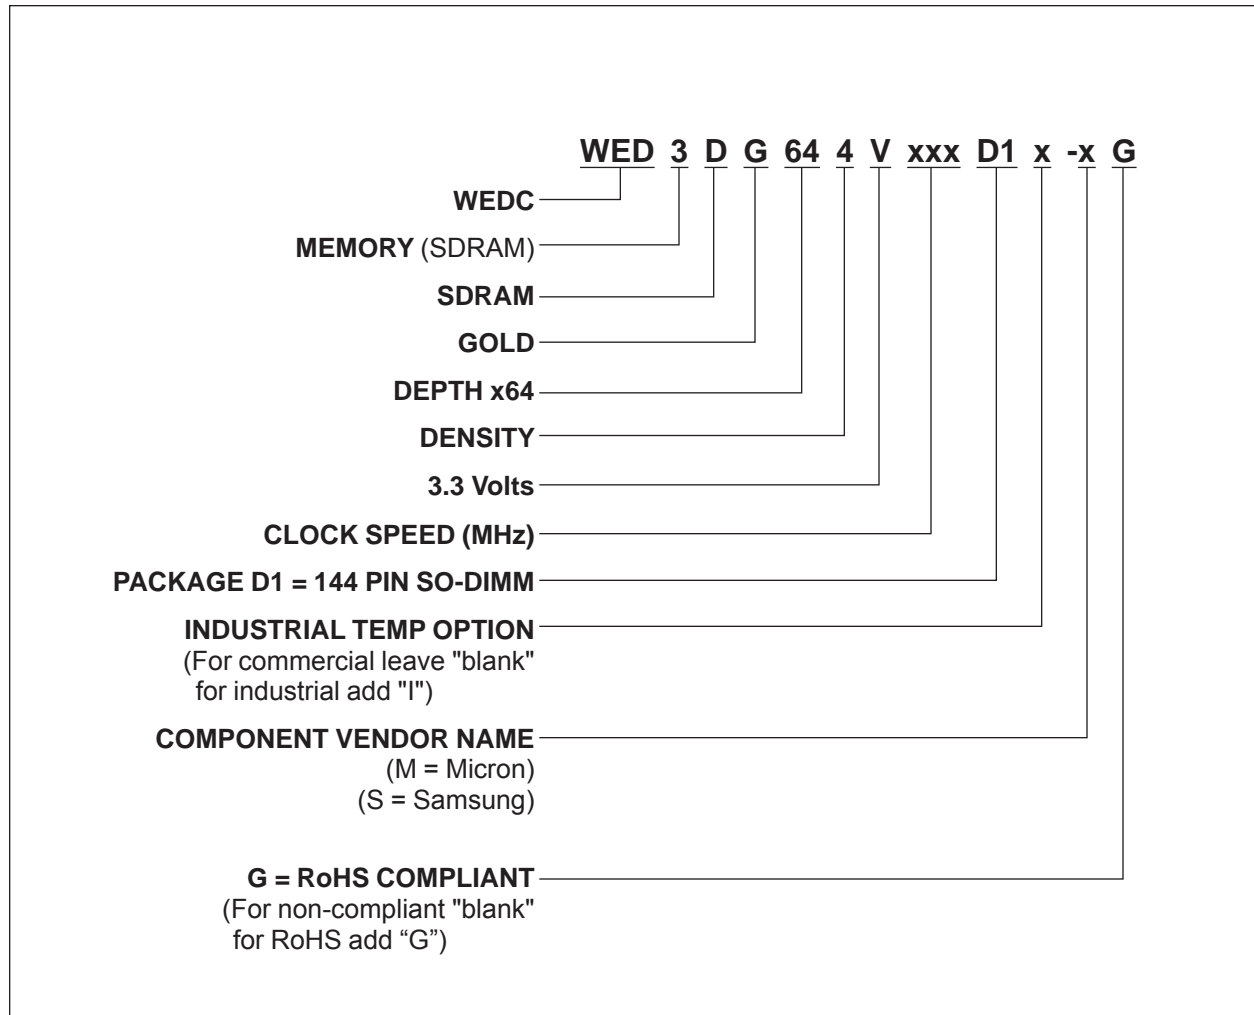 WED 3 D G 64 4 V xxx D1 x -x G
WEDC
MEMORY (SDRAM)
SDRAM
GOLD
DEPTH x64
DENSITY
3.3 Volts
CLOCK SPEED (MHz)
PACKAGE D1 = 144 PIN SO-DIMM
INDUSTRIAL TEMP OPTION
(For commercial leave "blank"
for industrial add "I")
COMPONENT VENDOR NAME
(M = Micron)
(S = Samsung)
G = RoHS COMPLIANT
(For non-compliant "blank"
for RoHS add “G”)